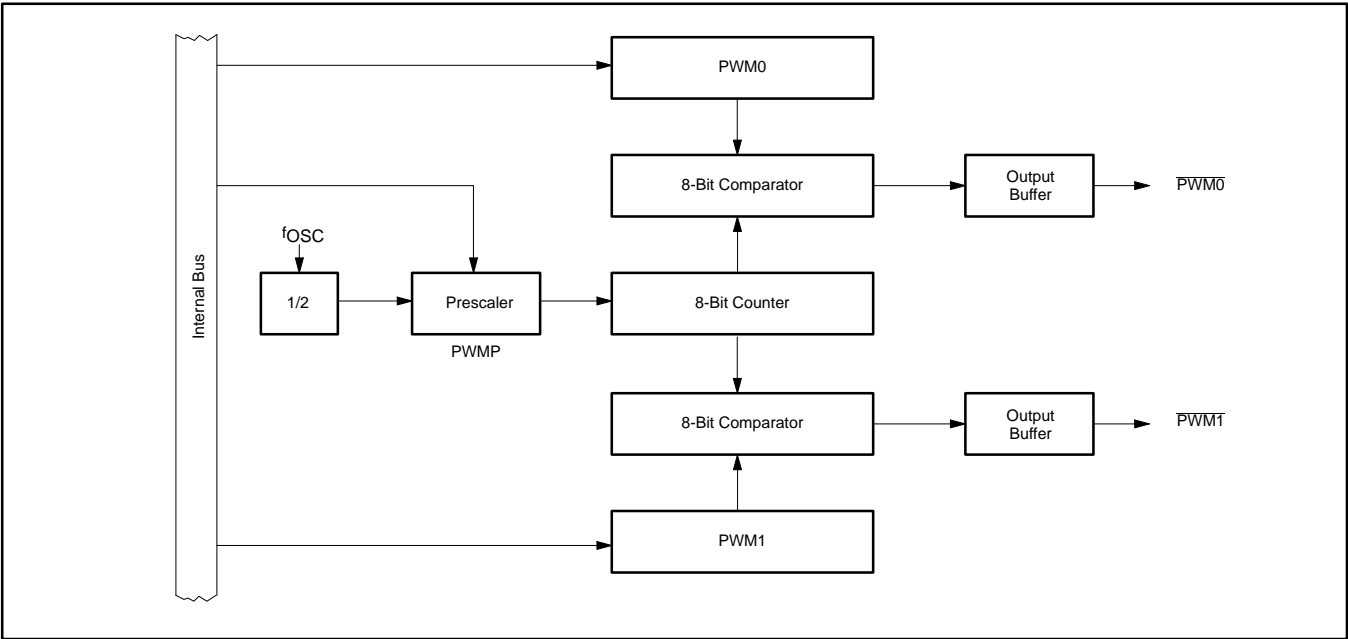 PWM0
8-Bit Comparator
Output
Buffer
PWM0
fOSC
Internal Bus
1/2
Prescaler
8-Bit Counter
PWMP
8-Bit Comparator
Output
Buffer
PWM1
PWM1